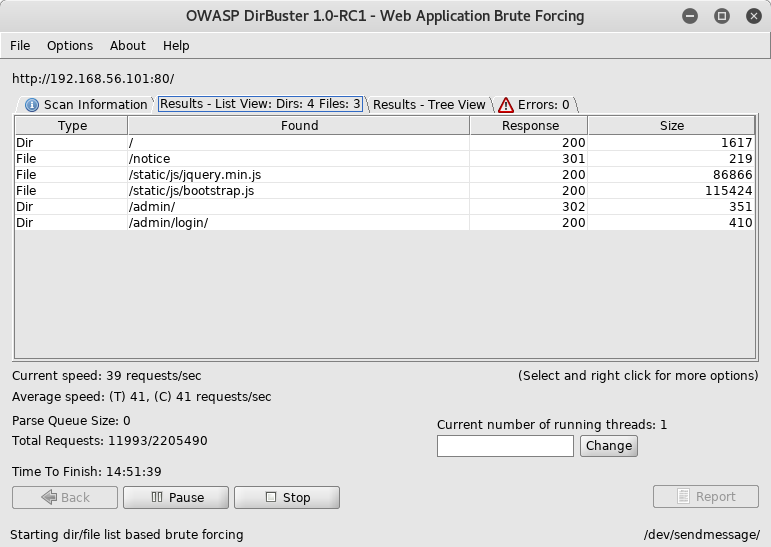 OWASP DirBuster 1.0-RC1 - Web Application Brute Forcing
File Options About Help
http://192.168.56.101:80/
Scan Information Results - List View: Dirs: 4 Files: 3 Results - Tree View Errors: 0
Type Found Response Size
Dir / 200 1617
File /notice 301 219
File /static/js/jquery.min.js 200 86866
File /static/js/bootstrap.js 200 115424
Dir /admin/ 302 351
Dir /admin/login/ 200 410
Current speed: 39 requests/sec (Select and right click for more options)
Average speed: (T) 41, (C) 41 requests/sec
Parse Queue Size: 0
Current number of running threads: 1
Total Requests: 11993/2205490
Change
Time To Finish: 14:51:39
Back Pause Stop Report
Starting dir/file list based brute forcing /dev/sendmessage/